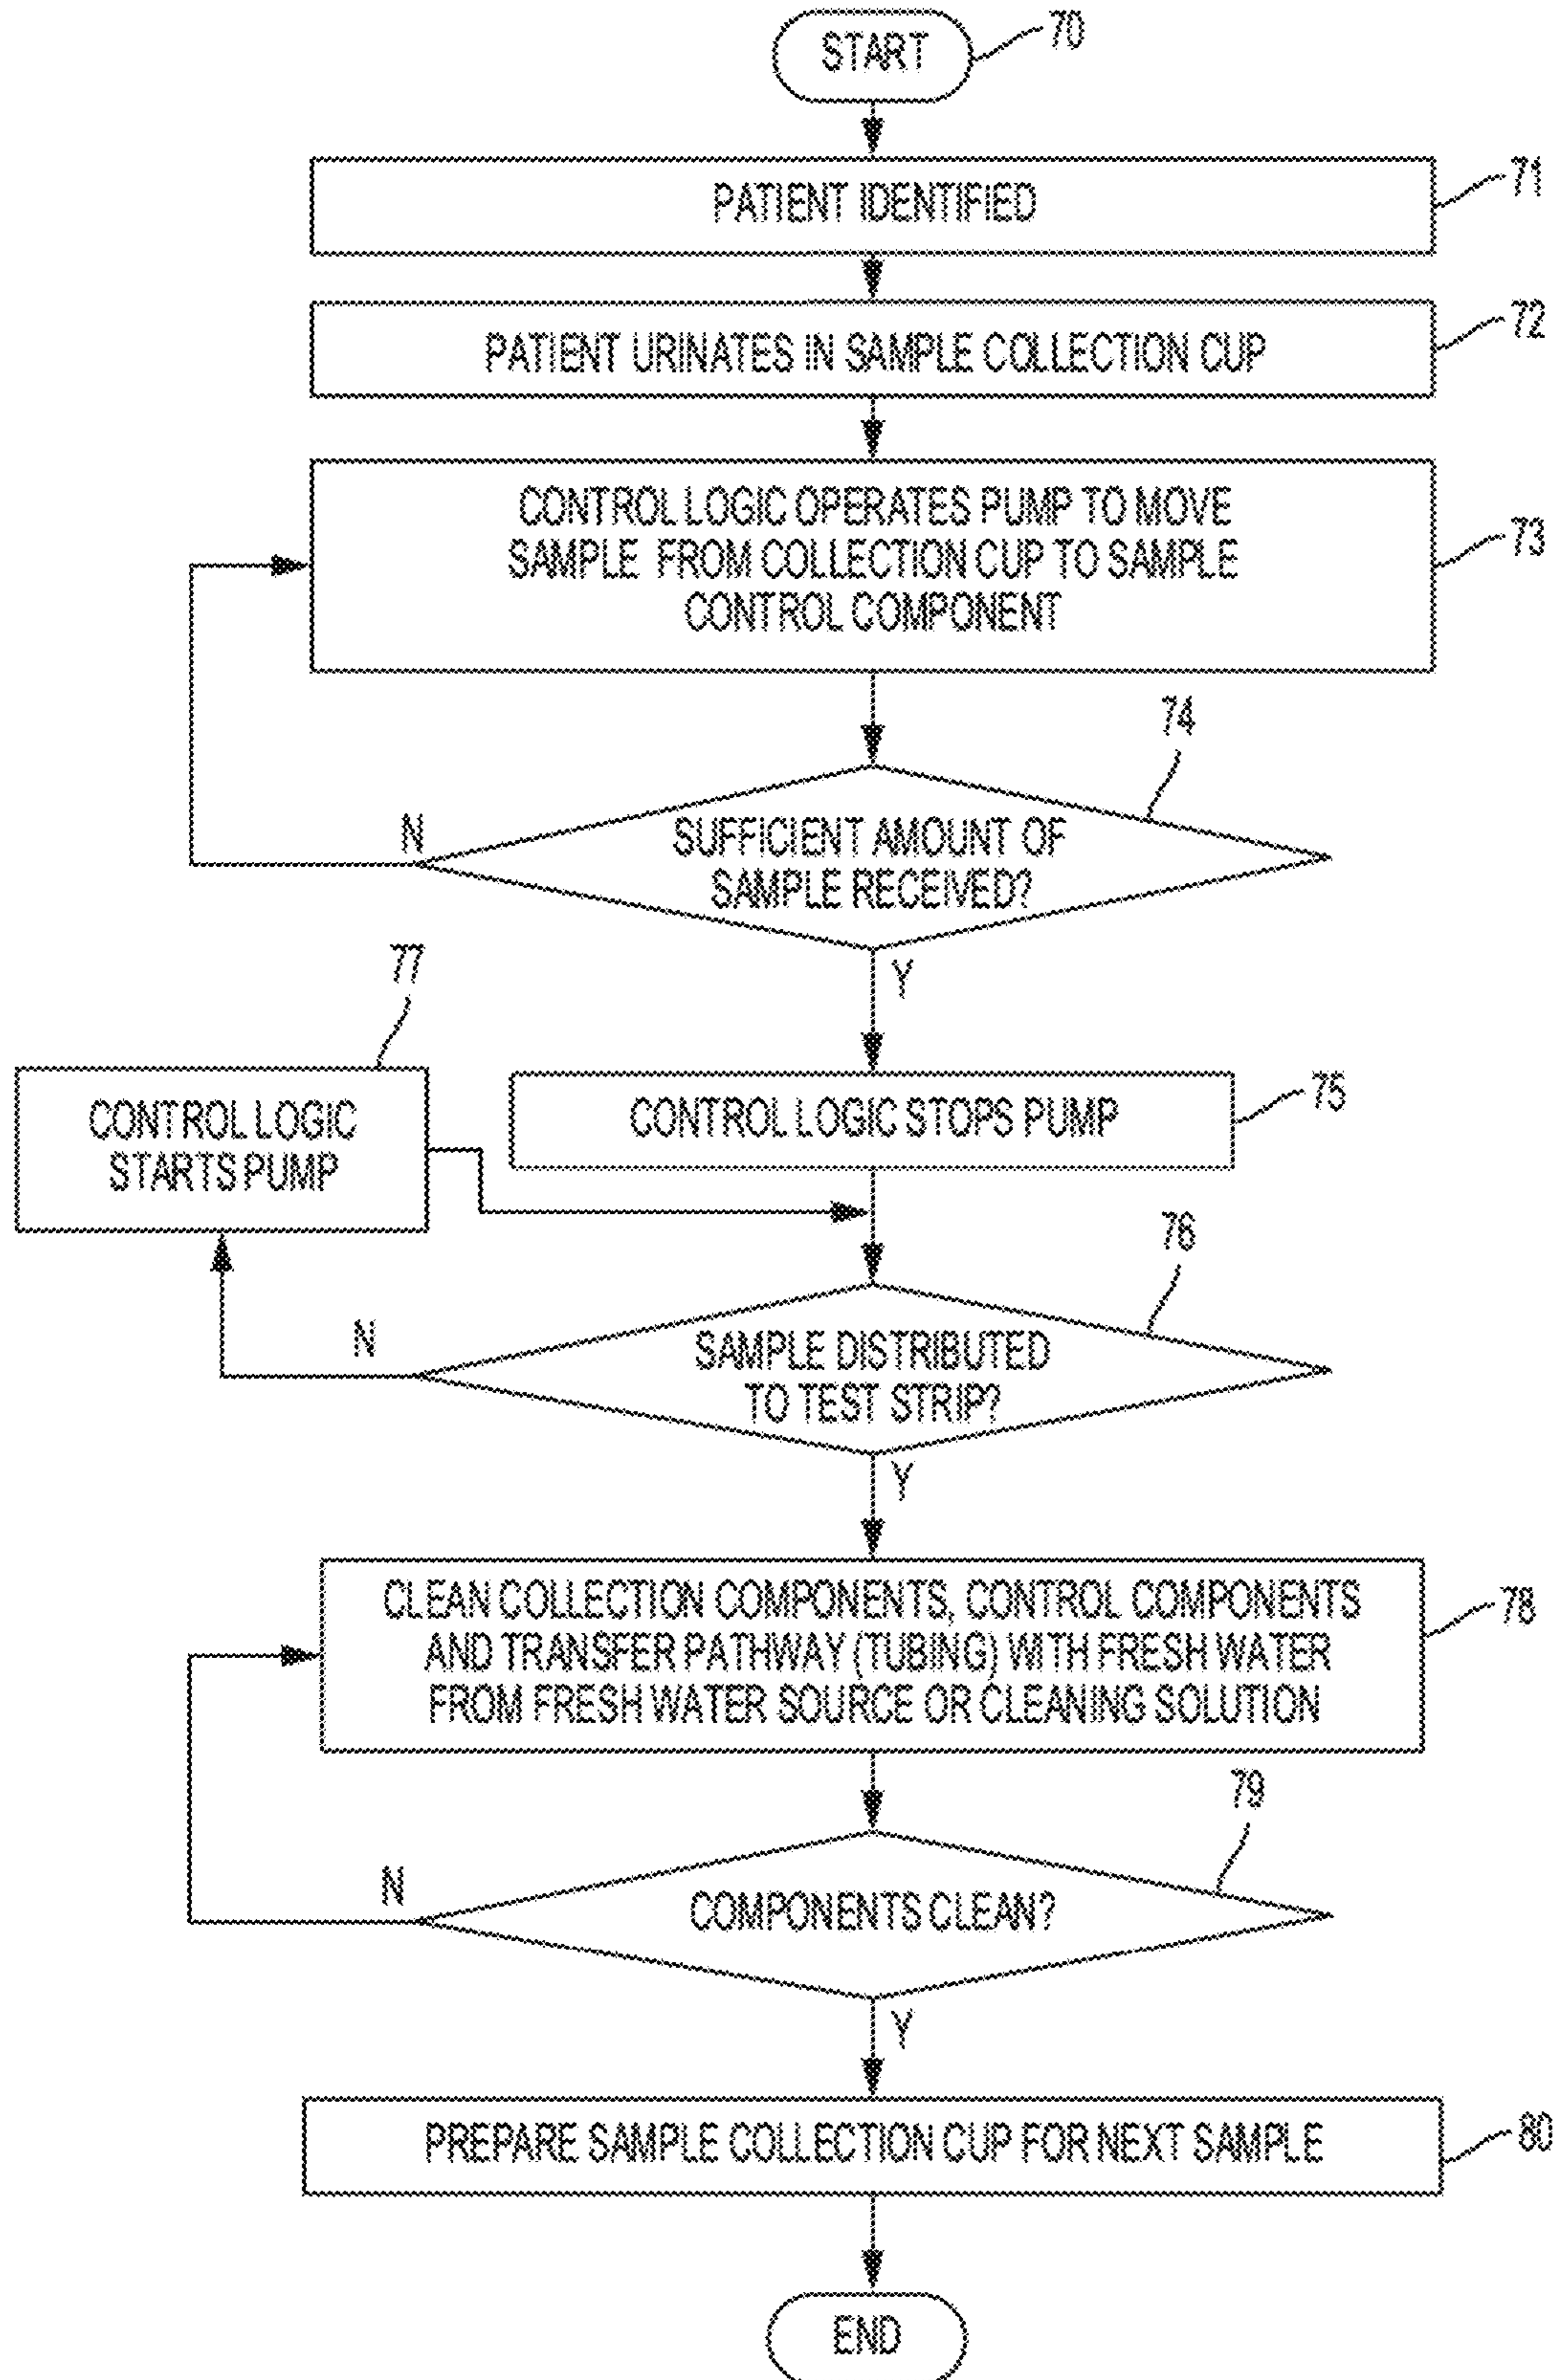 START
70
PATIENT IDENTIFIED
71
PATIENT URINATES IN SAMPLE COLLECTION CUP
72
CONTROL LOGIC OPERATES PUMP TO MOVE
SAMPLE FROM COLLECTION CUP TO SAMPLE
CONTROL COMPONENT
73
74
N
SUFFICIENT AMOUNT OF
SAMPLE RECEIVED?
Y
77
CONTROL LOGIC
STARTS PUMP
CONTROL LOGIC STOPS PUMP
75
76
N
SAMPLE DISTRIBUTED
TO TEST STRIP?
Y
CLEAN COLLECTION COMPONENTS, CONTROL COMPONENTS
AND TRANSFER PATHWAY (TUBING) WITH FRESH WATER
FROM FRESH WATER SOURCE OR CLEANING SOLUTION
78
79
N
COMPONENTS CLEAN?
Y
PREPARE SAMPLE COLLECTION CUP FOR NEXT SAMPLE
80
END